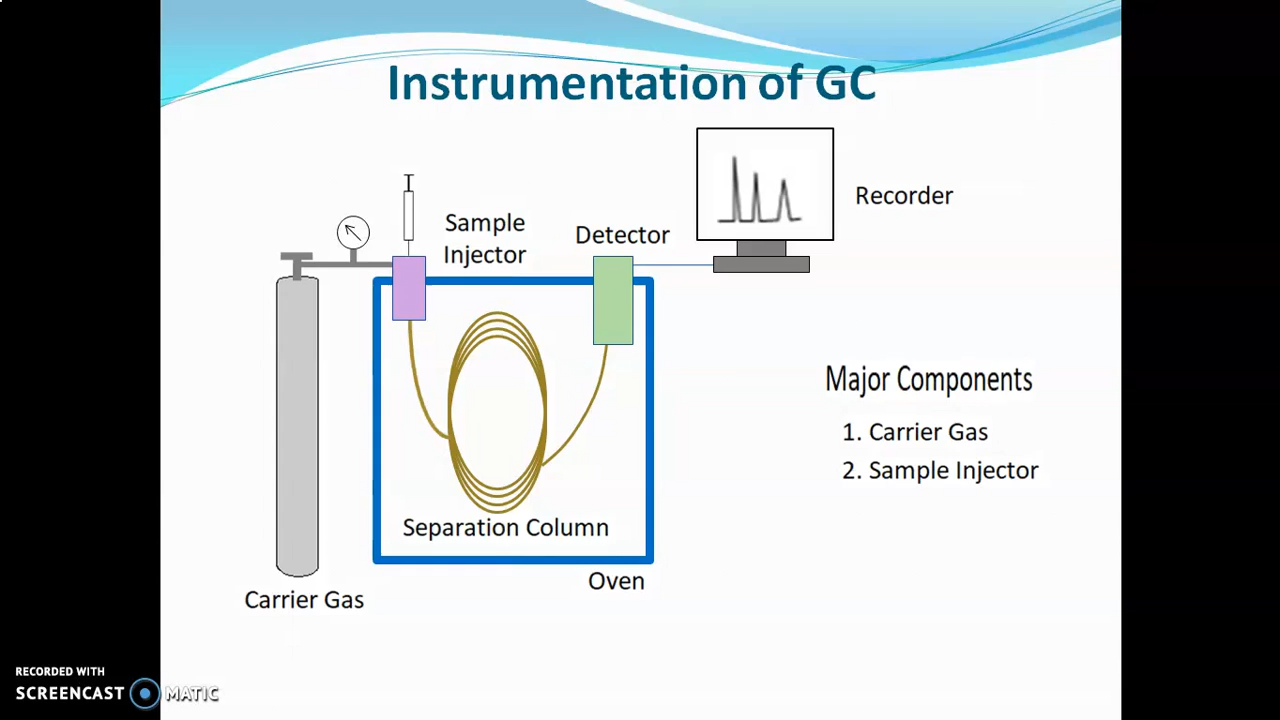 Instrumentation of GC
Recorder
Sample
Injector
Detector
Major Components
1. Carrier Gas
2. Sample Injector
Separation Column
Oven
Carrier Gas
RECORDED WITH
SCREENCAST MATIC